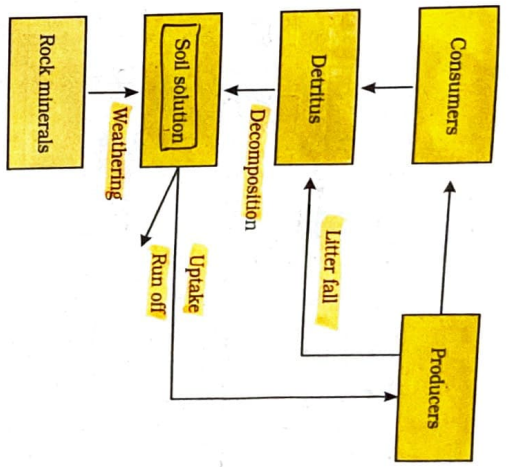 Consumers
Producers
Litter fall
Detritus
Decomposition
Uptake
Soil solution
Run off
Weathering
Rock minerals